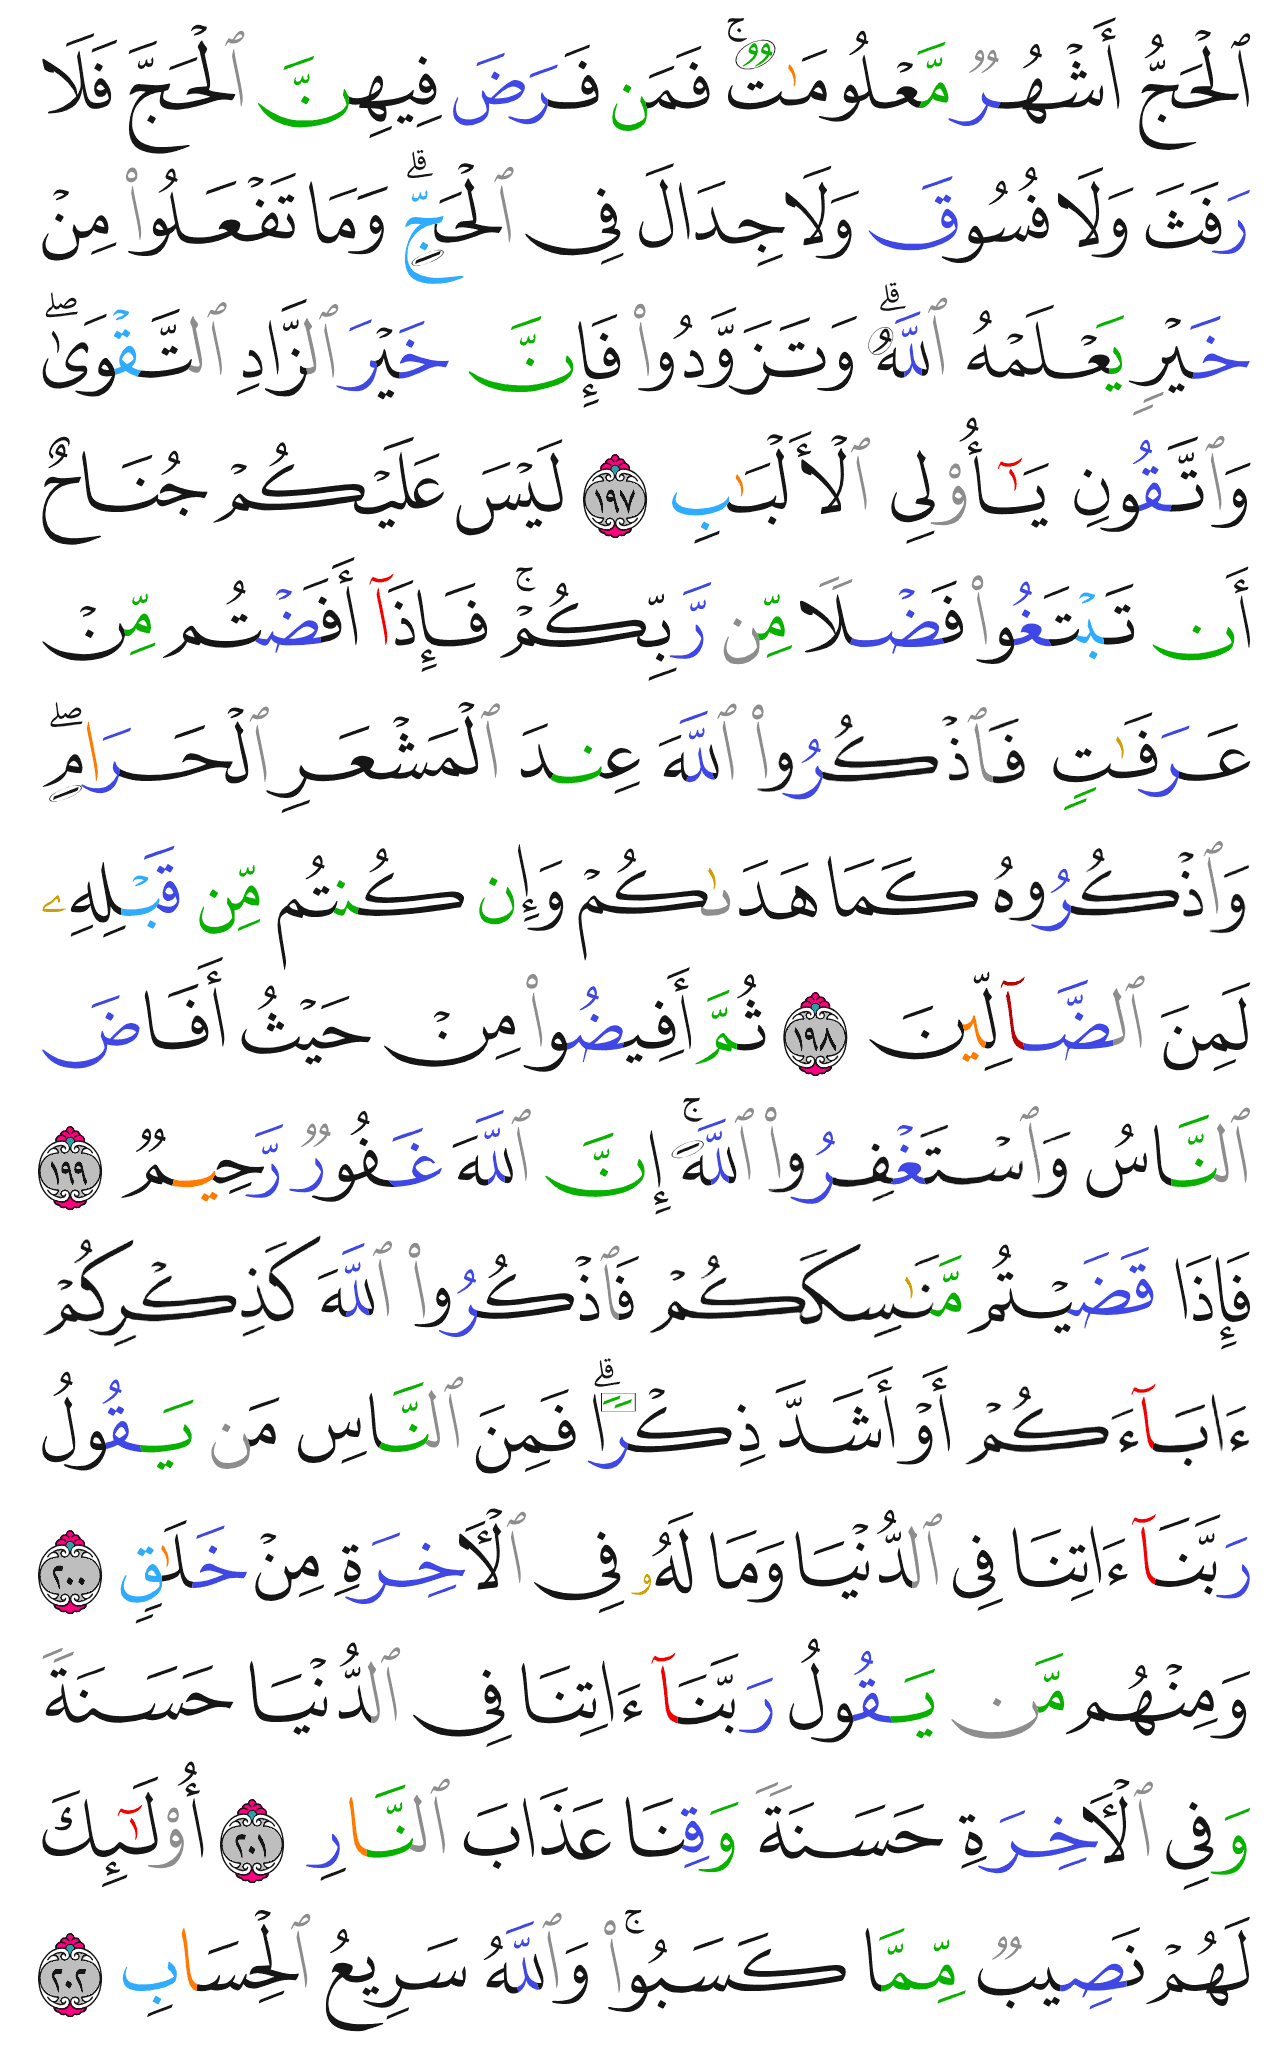 ٱلْحَجُّ أَشْهُرٌ مَّعْلُومَٰتٌ ۚ فَمَن فَرَضَ فِيهِنَّ ٱلْحَجَّ فَلَا
رَفَثَ وَلَا فُسُوقَ وَلَا جِدَالَ فِى ٱلْحَجِّ ۗ وَمَا تَفْعَلُوا۟ مِنْ
خَيْرٍ يَعْلَمْهُ ٱللَّهُ ۗ وَتَزَوَّدُوا۟ فَإِنَّ خَيْرَ ٱلزَّادِ ٱلتَّقْوَىٰ ۖ
وَٱتَّقُونِ يَـٰٓأُو۟لِى ٱلْأَلْبَـٰبِ ١٩٧ لَيْسَ عَلَيْكُمْ جُنَاحٌ
أَن تَبْتَغُوا۟ فَضْلًا مِّن رَّبِّكُمْ ۚ فَإِذَآ أَفَضْتُم مِّنْ
عَرَفَـٰتٍ فَٱذْكُرُوا۟ ٱللَّهَ عِندَ ٱلْمَشْعَرِ ٱلْحَرَامِ ۖ
وَٱذْكُرُوهُ كَمَا هَدَىٰكُمْ وَإِن كُنتُم مِّن قَبْلِهِۦ
لَمِنَ ٱلضَّآلِّينَ ١٩٨ ثُمَّ أَفِيضُوا۟ مِنْ حَيْثُ أَفَاضَ
ٱلنَّاسُ وَٱسْتَغْفِرُوا۟ ٱللَّهَ ۚ إِنَّ ٱللَّهَ غَفُورٌ رَّحِيمٌ ١٩٩
فَإِذَا قَضَيْتُم مَّنَـٰسِكَكُمْ فَٱذْكُرُوا۟ ٱللَّهَ كَذِكْرِكُمْ
ءَابَآءَكُمْ أَوْ أَشَدَّ ذِكْرًا ۗ فَمِنَ ٱلنَّاسِ مَن يَقُولُ
رَبَّنَآ ءَاتِنَا فِى ٱلدُّنْيَا وَمَا لَهُۥ فِى ٱلْـَٔاخِرَةِ مِنْ خَلَـٰقٍ ٢٠٠
وَمِنْهُم مَّن يَقُولُ رَبَّنَآ ءَاتِنَا فِى ٱلدُّنْيَا حَسَنَةً
وَفِى ٱلْـَٔاخِرَةِ حَسَنَةً وَقِنَا عَذَابَ ٱلنَّارِ ٢٠١ أُو۟لَـٰٓئِكَ
لَهُمْ نَصِيبٌ مِّمَّا كَسَبُوا۟ ۚ وَٱللَّهُ سَرِيعُ ٱلْحِسَابِ ٢٠٢